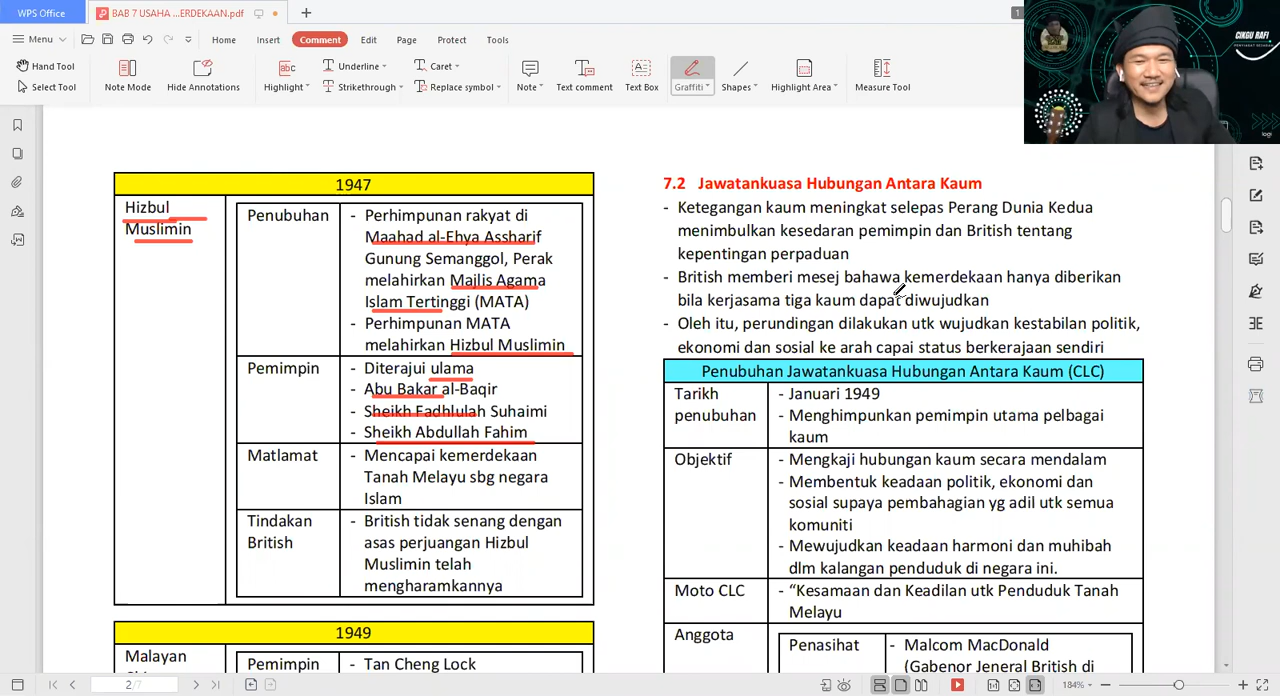 WPS Office
BAB 7 USAHA ...ERDEKAAN.pdf
1
Menu
Home
Insert
Comment
Edit
Page
Protect
Tools
Hand Tool
Select Tool
Note Mode
Hide Annotations
Highlight
Underline
Strikethrough
Caret
Replace symbol
Note
Text comment
Text Box
Graffiti
Shapes
Highlight Area
Measure Tool
CIKGU RAFI
logi
1947
Hizbul
Muslimin
Penubuhan
- Perhimpunan rakyat di
Maahad al-Ehya Assharif
Gunung Semanggol, Perak
melahirkan Majlis Agama
Islam Tertinggi (MATA)
- Perhimpunan MATA
melahirkan Hizbul Muslimin
Pemimpin
- Diterajui ulama
- Abu Bakar al-Baqir
- Sheikh Fadhlulah Suhaimi
- Sheikh Abdullah Fahim
Matlamat
- Mencapai kemerdekaan
Tanah Melayu sbg negara
Islam
Tindakan
British
- British tidak senang dengan
asas perjuangan Hizbul
Muslimin telah
mengharamkannya
1949
Malayan
Pemimpin
- Tan Cheng Lock
7.2 Jawatankuasa Hubungan Antara Kaum
- Ketegangan kaum meningkat selepas Perang Dunia Kedua
menimbulkan kesedaran pemimpin dan British tentang
kepentingan perpaduan
- British memberi mesej bahawa kemerdekaan hanya diberikan
bila kerjasama tiga kaum dapat diwujudkan
- Oleh itu, perundingan dilakukan utk wujudkan kestabilan politik,
ekonomi dan sosial ke arah capai status berkerajaan sendiri
Penubuhan Jawatankuasa Hubungan Antara Kaum (CLC)
Tarikh
penubuhan
- Januari 1949
- Menghimpunkan pemimpin utama pelbagai
kaum
Objektif
- Mengkaji hubungan kaum secara mendalam
- Membentuk keadaan politik, ekonomi dan
sosial supaya pembahagian yg adil utk semua
komuniti
- Mewujudkan keadaan harmoni dan muhibah
dlm kalangan penduduk di negara ini.
Moto CLC
- “Kesamaan dan Keadilan utk Penduduk Tanah
Melayu
Anggota
Penasihat
- Malcom MacDonald
(Gabenor Jeneral British di
2/7
184%